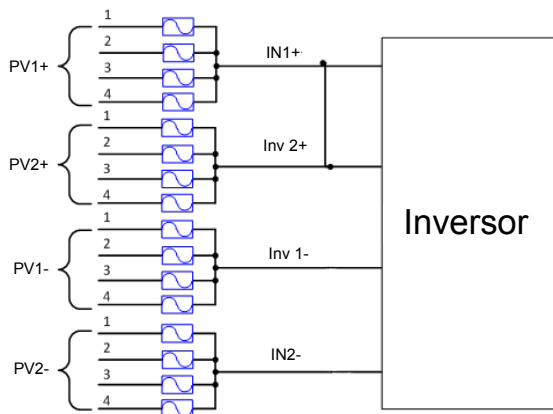 PV1+
1
2
3
4
IN1+
PV2+
1
2
3
4
Inv 2+
Inversor
PV1-
1
2
3
4
Inv 1-
PV2-
1
2
3
4
IN2-